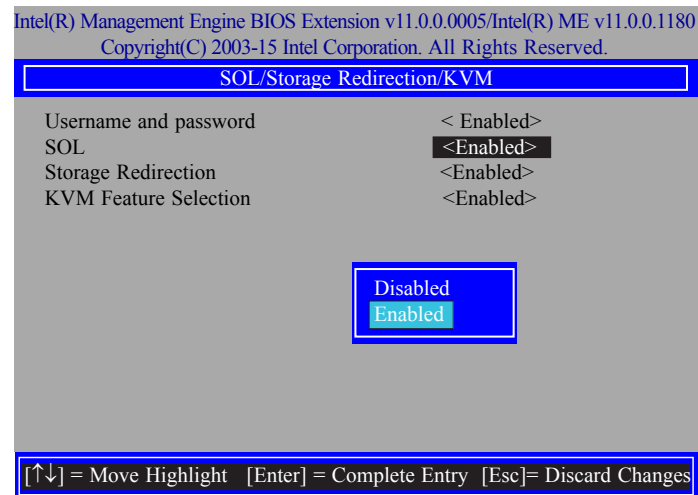 Intel(R) Management Engine BIOS Extension v11.0.0.0005/Intel(R) ME v11.0.0.1180
Copyright(C) 2003-15 Intel Corporation. All Rights Reserved.
SOL/Storage Redirection/KVM
Username and password < Enabled>
SOL <Enabled>
Storage Redirection <Enabled>
KVM Feature Selection <Enabled>
Disabled
Enabled
[↑↓] = Move Highlight [Enter] = Complete Entry [Esc]= Discard Changes